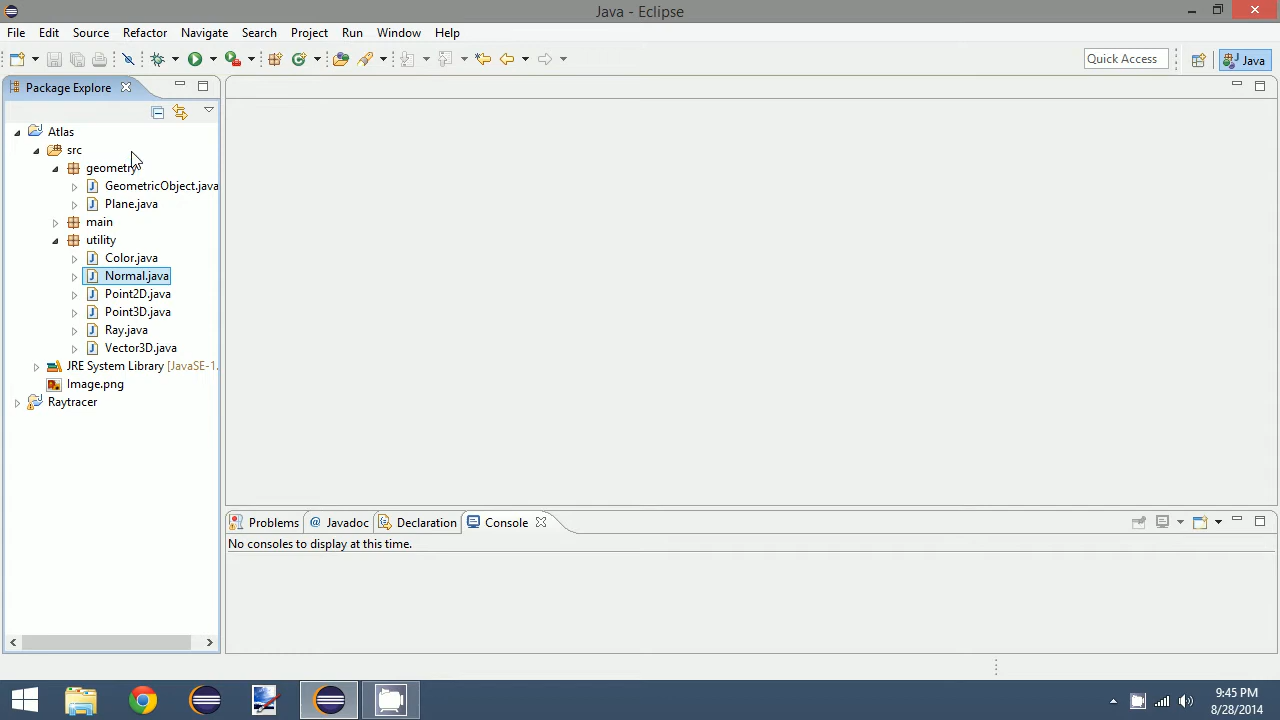 Java - Eclipse
File Edit Source Refactor Navigate Search Project Run Window Help
Quick Access
Java
Package Explore
Atlas
src
geometry
GeometricObject.java
Plane.java
main
utility
Color.java
Normal.java
Point2D.java
Point3D.java
Ray.java
Vector3D.java
JRE System Library [JavaSE-1.
Image.png
Raytracer
Problems @ Javadoc Declaration Console
No consoles to display at this time.
9:45 PM
8/28/2014